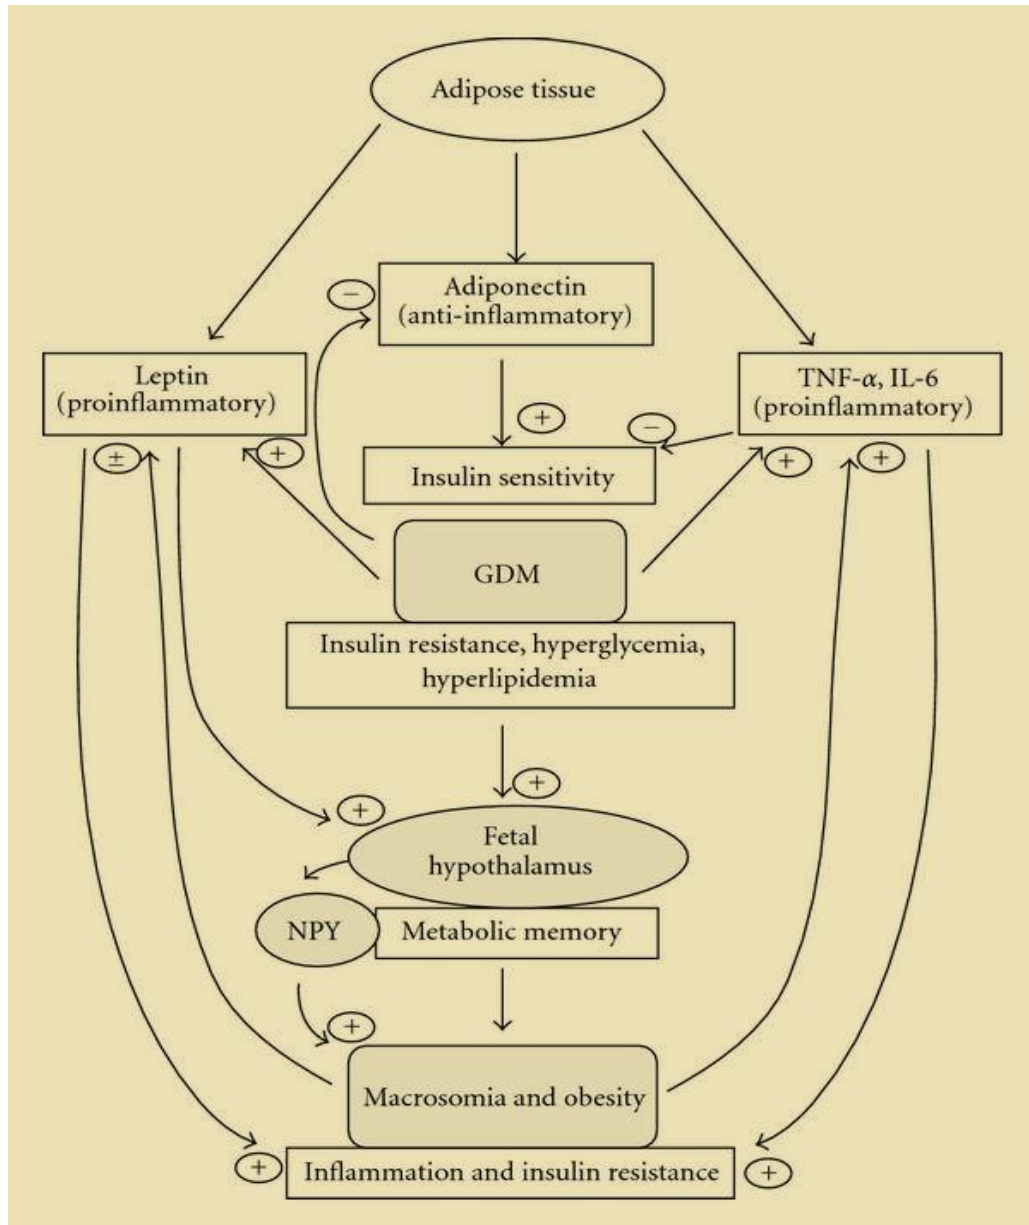 Adipose tissue
−
Adiponectin
(anti-inflammatory)
Leptin
(proinflammatory)
TNF-α, IL-6
(proinflammatory)
+
−
±
+
+
+
Insulin sensitivity
GDM
Insulin resistance, hyperglycemia,
hyperlipidemia
+
+
Fetal
hypothalamus
NPY
Metabolic memory
+
Macrosomia and obesity
+
Inflammation and insulin resistance
+